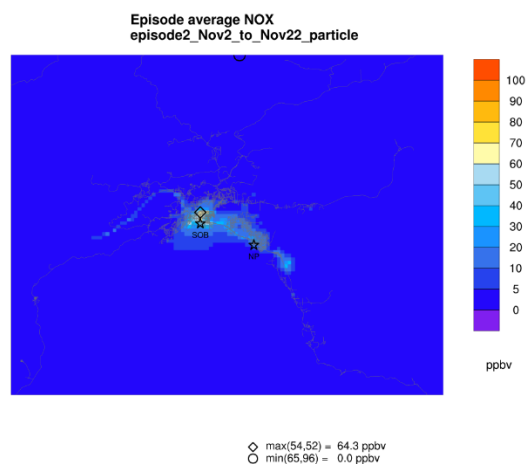 Episode average NOX
episode2_Nov2_to_Nov22_particle
100
90
80
70
60
50
40
30
20
10
5
0
SOB
NP
ppbv
max(54,52) = 64.3 ppbv
min(65,96) = 0.0 ppbv